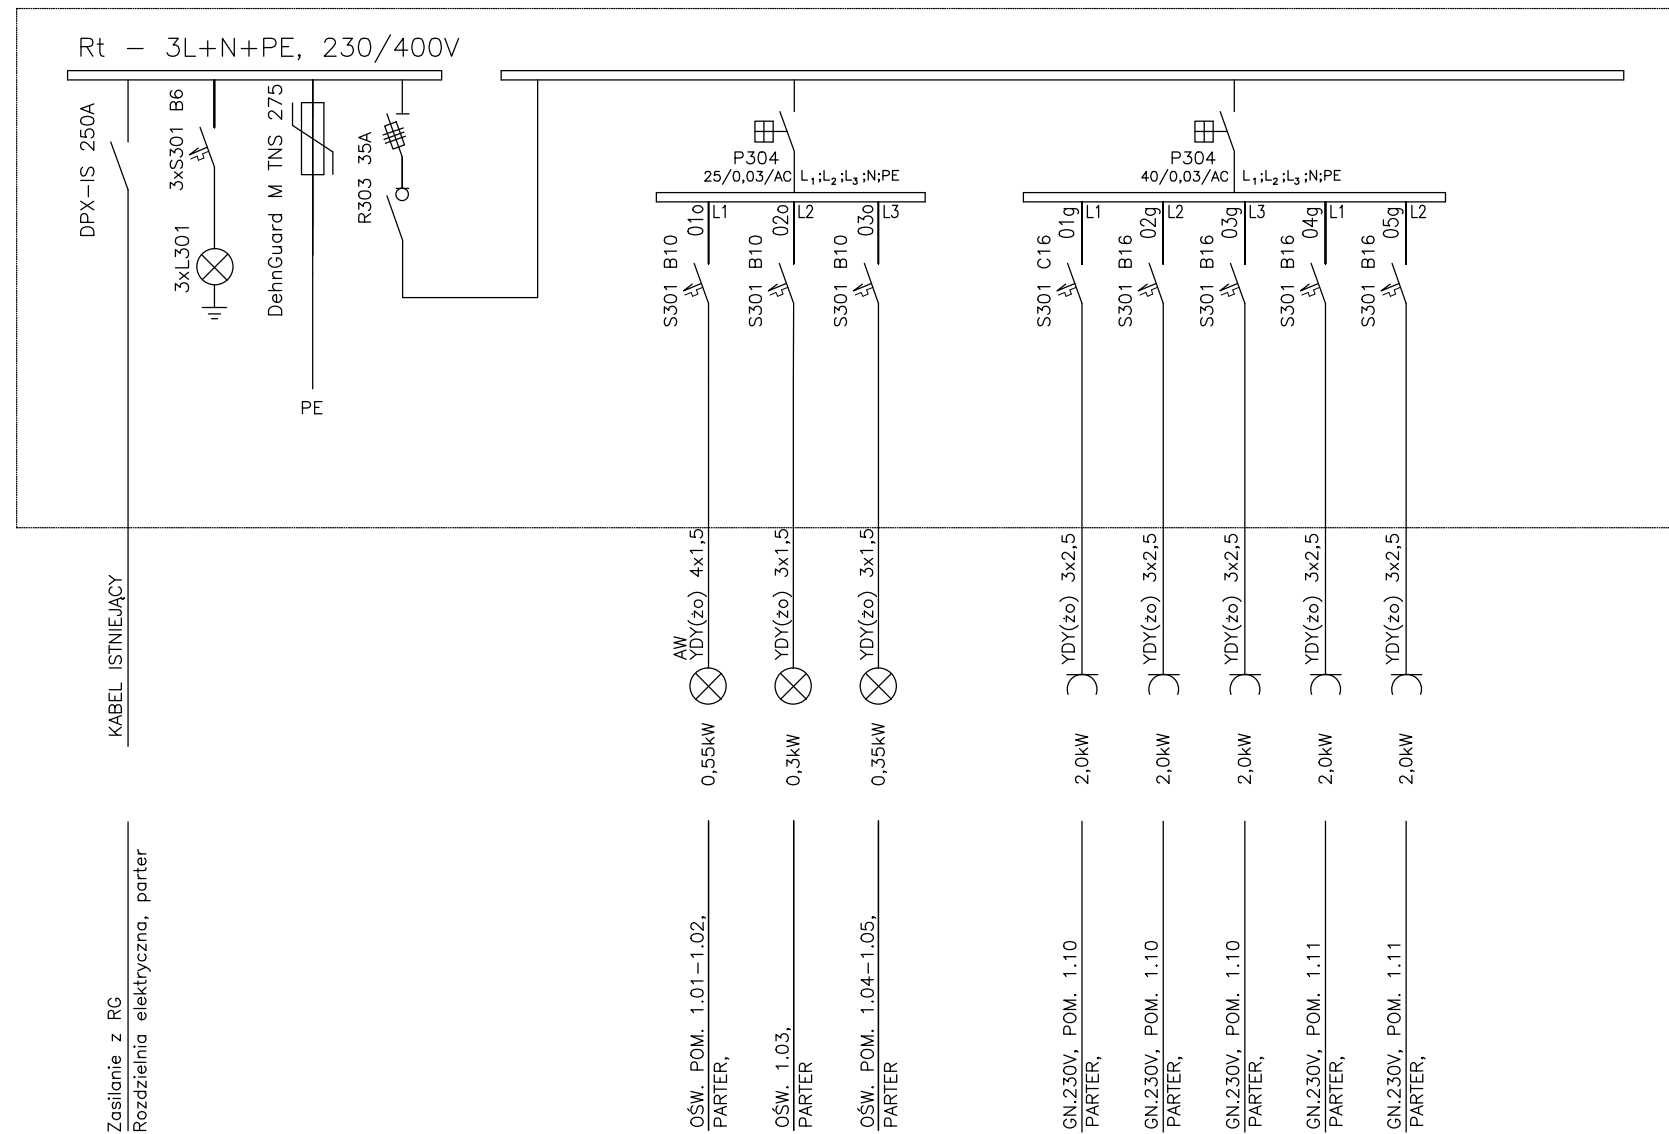 Rt - 3L+N+PE, 230/400V
DPX-IS 250A
3xS301 B6
3xL301
DehnGuard M TNS 275
PE
R303 35A
P304
25/0,03/AC L₁;L₂;L₃;N;PE
P304
40/0,03/AC L₁;L₂;L₃;N;PE
01o
L1
02o
L2
03o
L3
01g
L1
02g
L2
03g
L3
04g
L1
05g
L2
S301 B10
S301 B10
S301 B10
S301 C16
S301 B16
S301 B16
S301 B16
S301 B16
KABEL ISTNIEJĄCY
AW
YDY(żo) 4x1,5
YDY(żo) 3x1,5
YDY(żo) 3x1,5
YDY(żo) 3x2,5
YDY(żo) 3x2,5
YDY(żo) 3x2,5
YDY(żo) 3x2,5
YDY(żo) 3x2,5
0,55kW
0,3kW
0,35kW
2,0kW
2,0kW
2,0kW
2,0kW
2,0kW
Zasilanie z RG
Rozdzielnia elektryczna, parter
OŚW. POM. 1.01-1.02,
PARTER,
OŚW. 1.03,
PARTER
OŚW. POM. 1.04-1.05,
PARTER
GN.230V, POM. 1.10
PARTER,
GN.230V, POM. 1.10
PARTER,
GN.230V, POM. 1.10
PARTER,
GN.230V, POM. 1.11
PARTER,
GN.230V, POM. 1.11
PARTER,